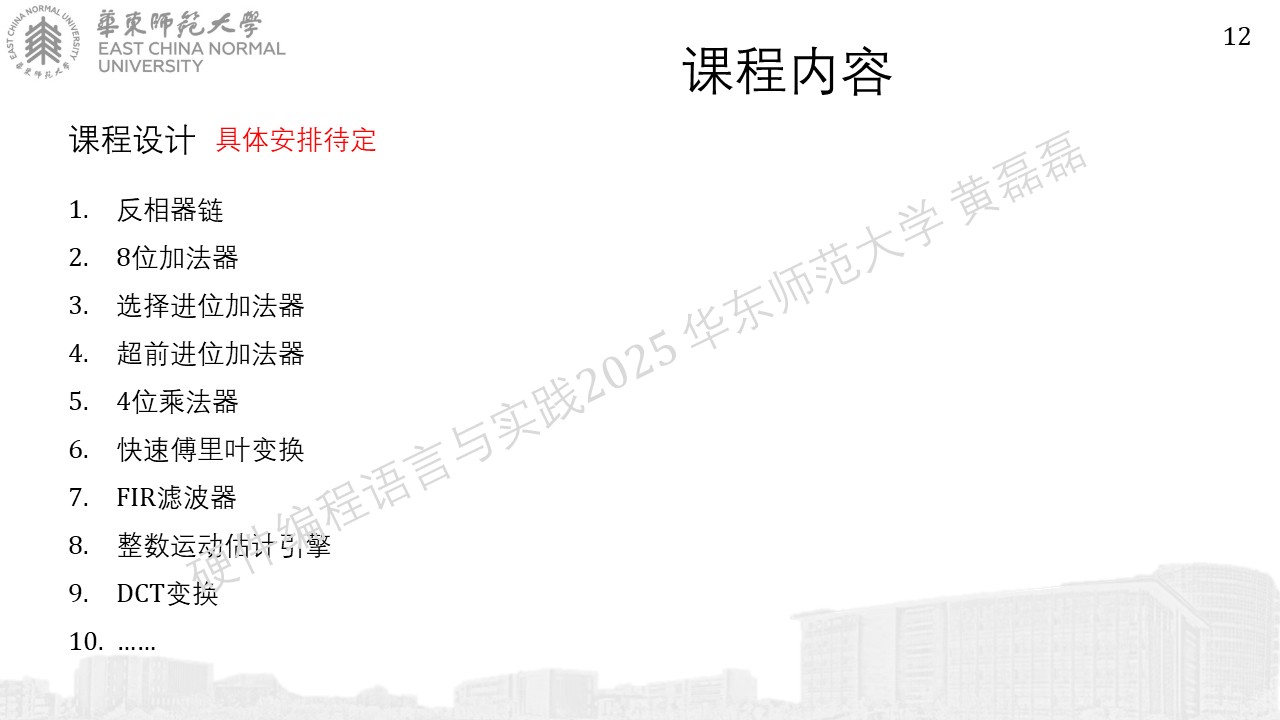 華東師範大學
EAST CHINA NORMAL
UNIVERSITY
EAST CHINA NORMAL UNIVERSITY
華東师范大学
12
课程内容
课程设计 具体安排待定
1. 反相器链
2. 8位加法器
3. 选择进位加法器
4. 超前进位加法器
5. 4位乘法器
6. 快速傅里叶变换
7. FIR滤波器
8. 整数运动估计引擎
9. DCT变换
10. ……
硬件编程语言与实践2025 华东师范大学 黄磊磊